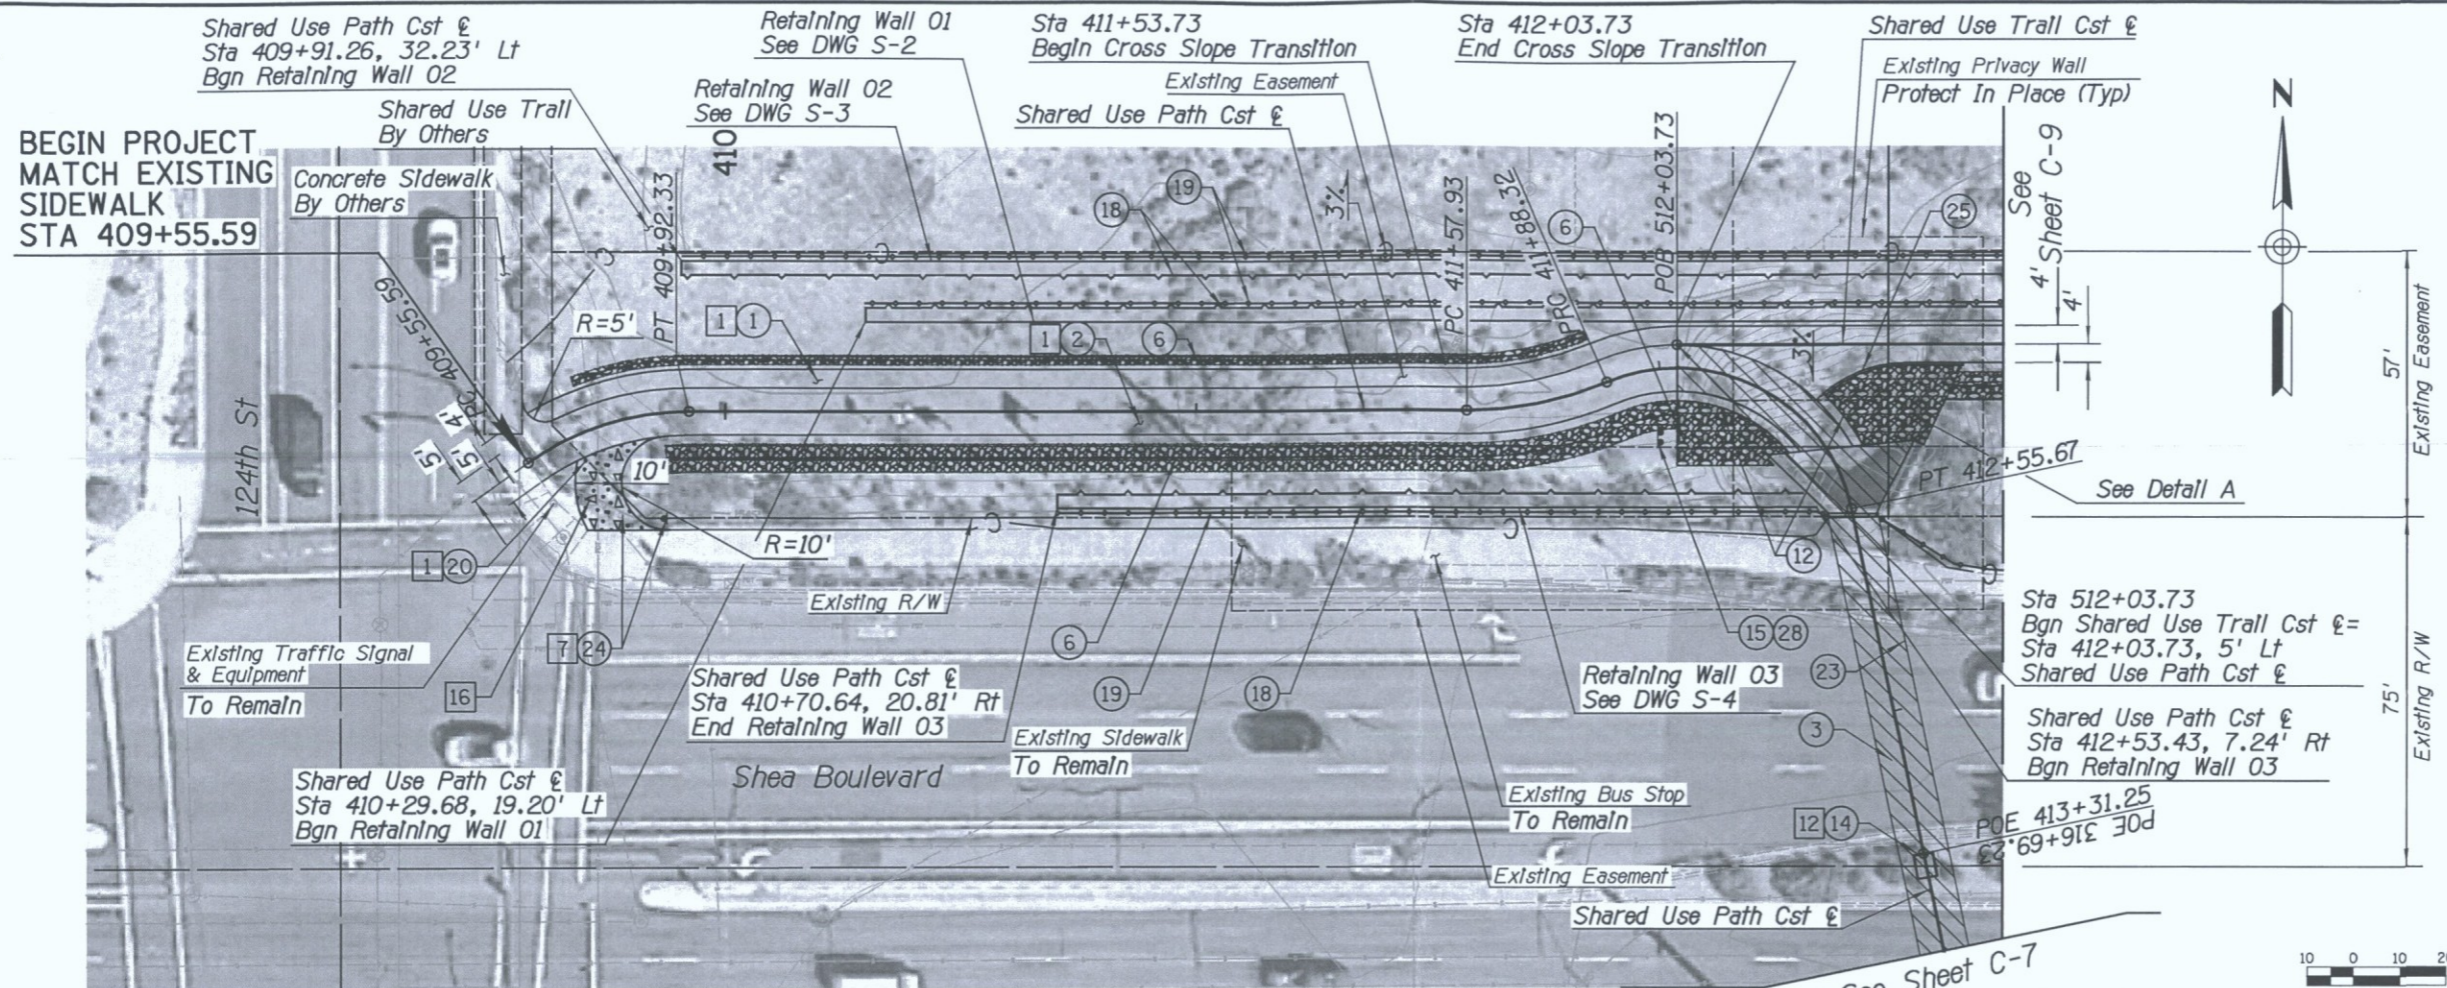 Shared Use Path Cst ℄
Sta 409+91.26, 32.23' Lt
Bgn Retaining Wall 02
Retaining Wall 01
See DWG S-2
Sta 411+53.73
Begin Cross Slope Transition
Sta 412+03.73
End Cross Slope Transition
Shared Use Trail Cst ℄
Existing Privacy Wall
Protect In Place (Typ)
Retaining Wall 02
See DWG S-3
Existing Easement
Shared Use Path Cst ℄
Shared Use Trail
By Others
BEGIN PROJECT
MATCH EXISTING
SIDEWALK
STA 409+55.59
Concrete Sidewalk
By Others
410
N
See
Sheet C-9
4'
4'
PT 409+92.33
18
19
3%
PC 411+57.93
PRC 411+88.32
6
POB 512+03.73
25
57'
Existing Easement
PC 409+55.59
R=5'
1 1
1 2
6
3%
124th St
4'
5'
5'
10'
PT 412+55.67
See Detail A
R=10'
12
1 20
Existing R/W
Existing Traffic Signal
& Equipment
To Remain
7 24
16
6
15 28
Sta 512+03.73
Bgn Shared Use Trail Cst ℄=
Sta 412+03.73, 5' Lt
Shared Use Path Cst ℄
Shared Use Path Cst ℄
Sta 410+70.64, 20.81' Rt
End Retaining Wall 03
19
18
Retaining Wall 03
See DWG S-4
23
75'
Existing R/W
Existing Sidewalk
To Remain
3
Shared Use Path Cst ℄
Sta 412+53.43, 7.24' Rt
Bgn Retaining Wall 03
Shea Boulevard
Shared Use Path Cst ℄
Sta 410+29.68, 19.20' Lt
Bgn Retaining Wall 01
Existing Bus Stop
To Remain
12 14
POE 413+31.25
POE 316+69.23
Existing Easement
Shared Use Path Cst ℄
See Sheet C-7
10 0 10 20